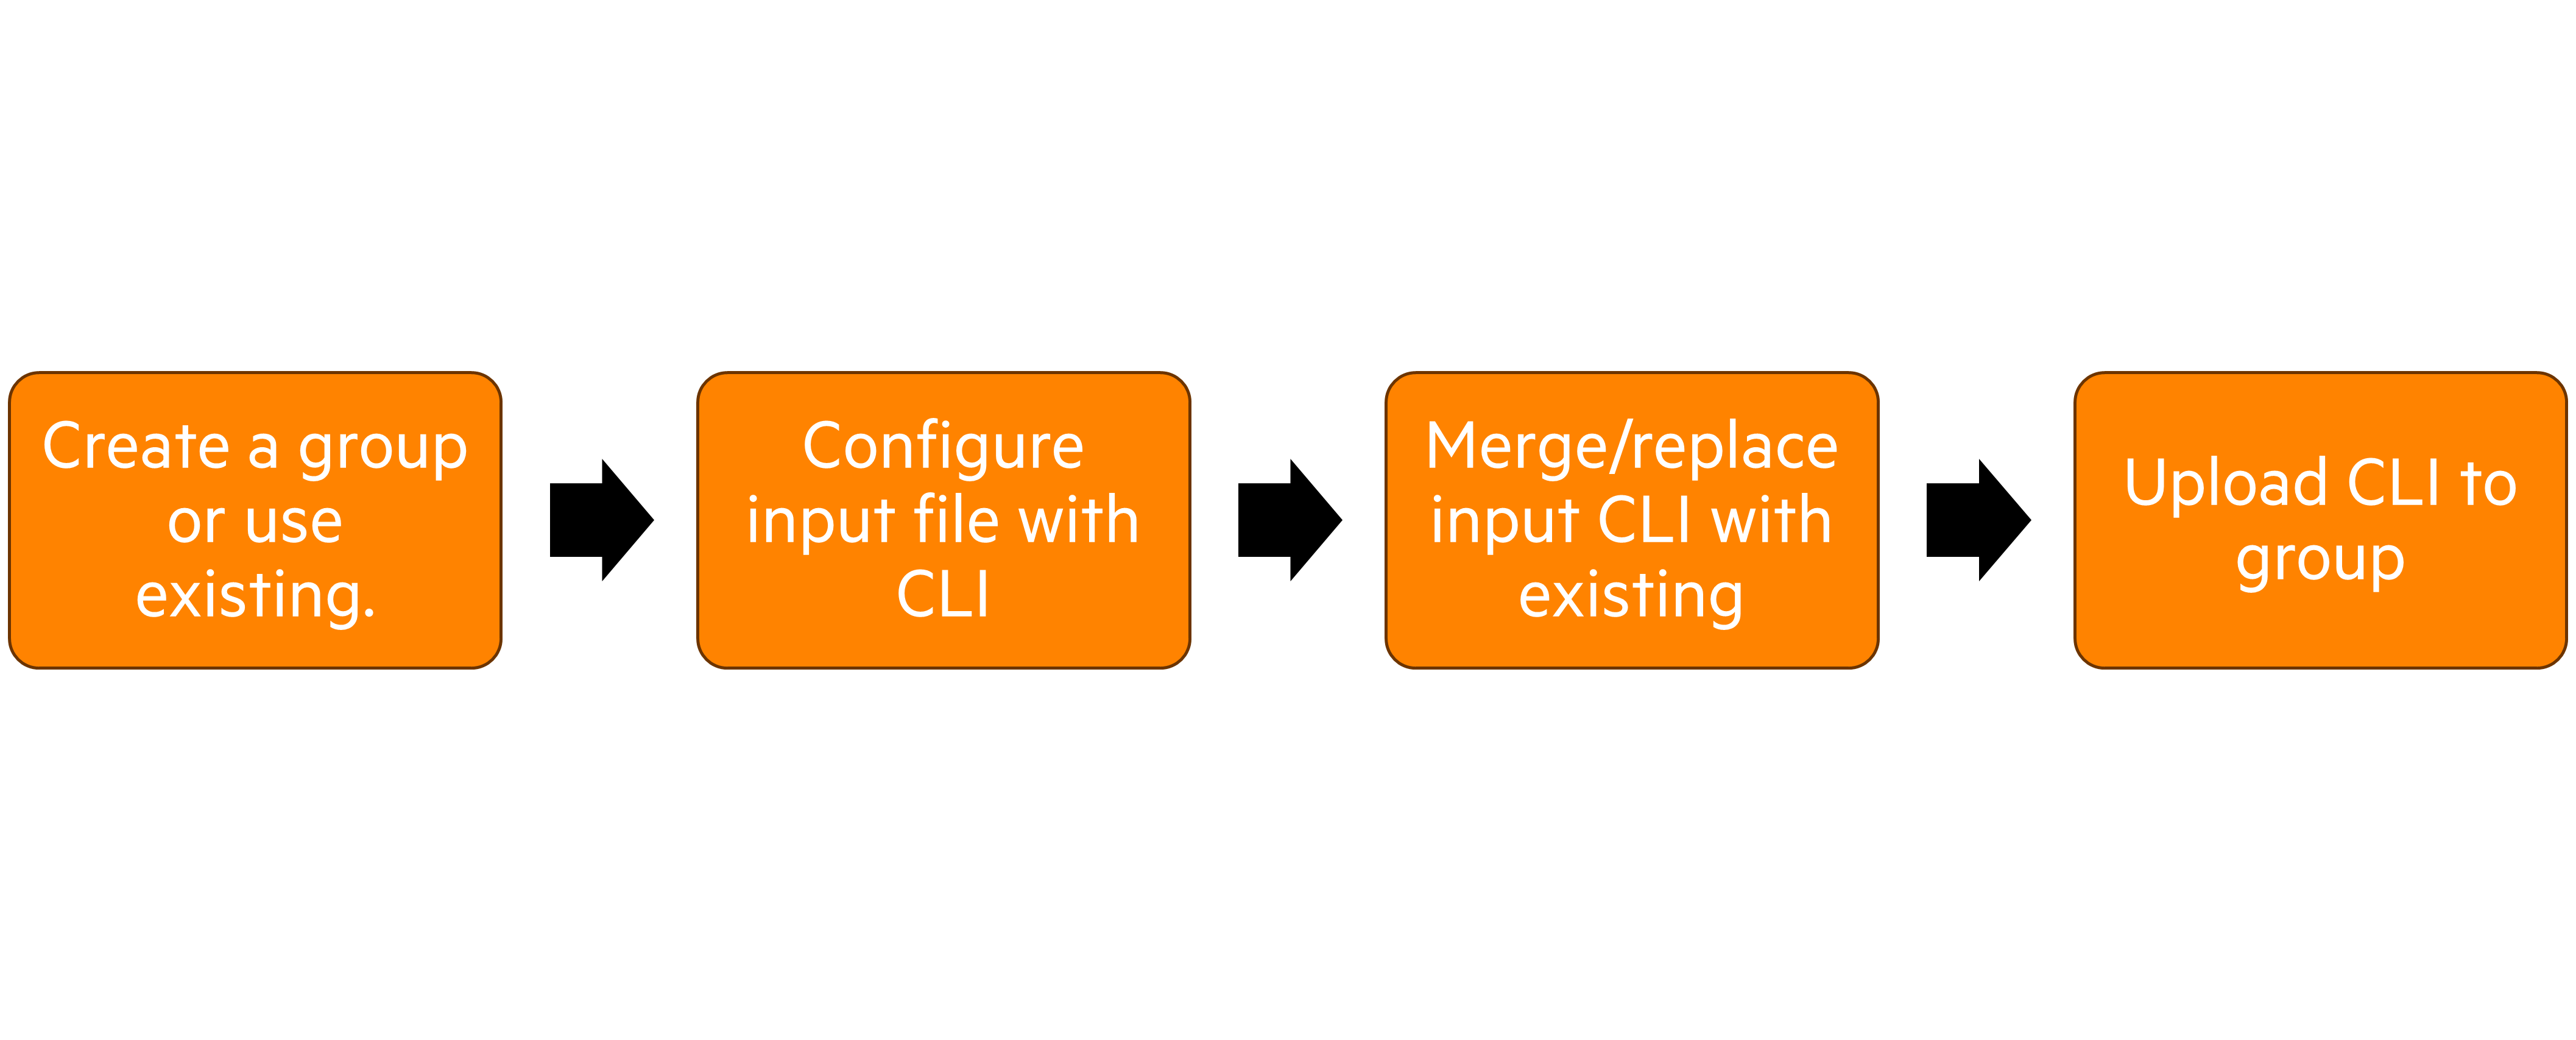 Create a group
or use
existing.
Configure
input file with
CLI
Merge/replace
input CLI with
existing
Upload CLI to
group